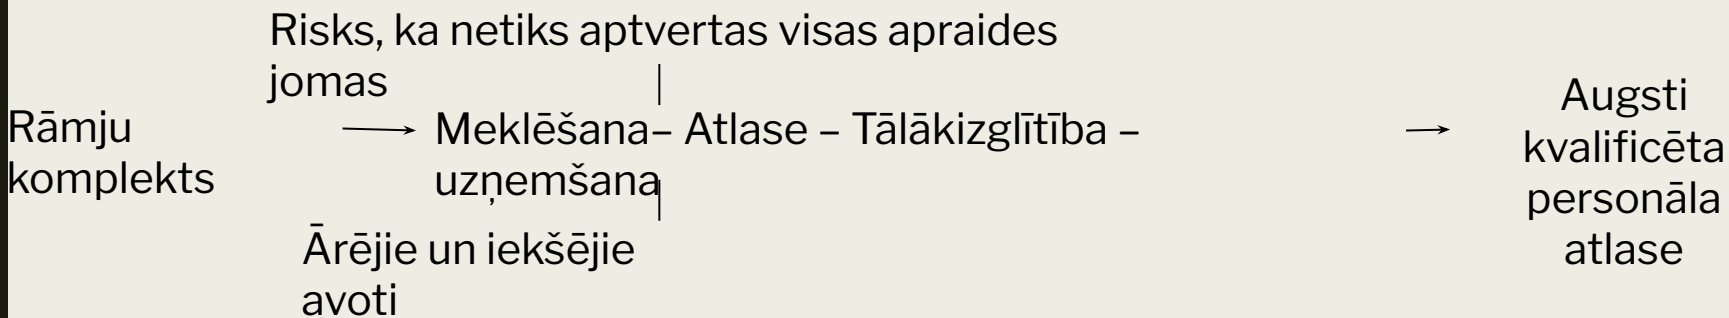 Risks, ka netiks aptvertas visas apraides
jomas
Rāmju
komplekts
Meklēšana– Atlase – Tālākizglītība –
uzņemšana
Ārējie un iekšējie
avoti
Augsti
kvalificēta
personāla
atlase